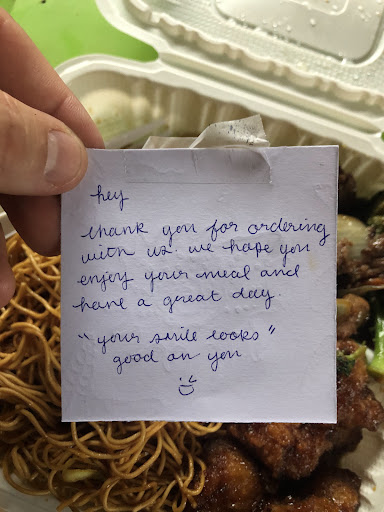 hey
thank you for ordering
with us. we hope you
enjoy your meal and
have a great day.
"your smile looks"
good on you